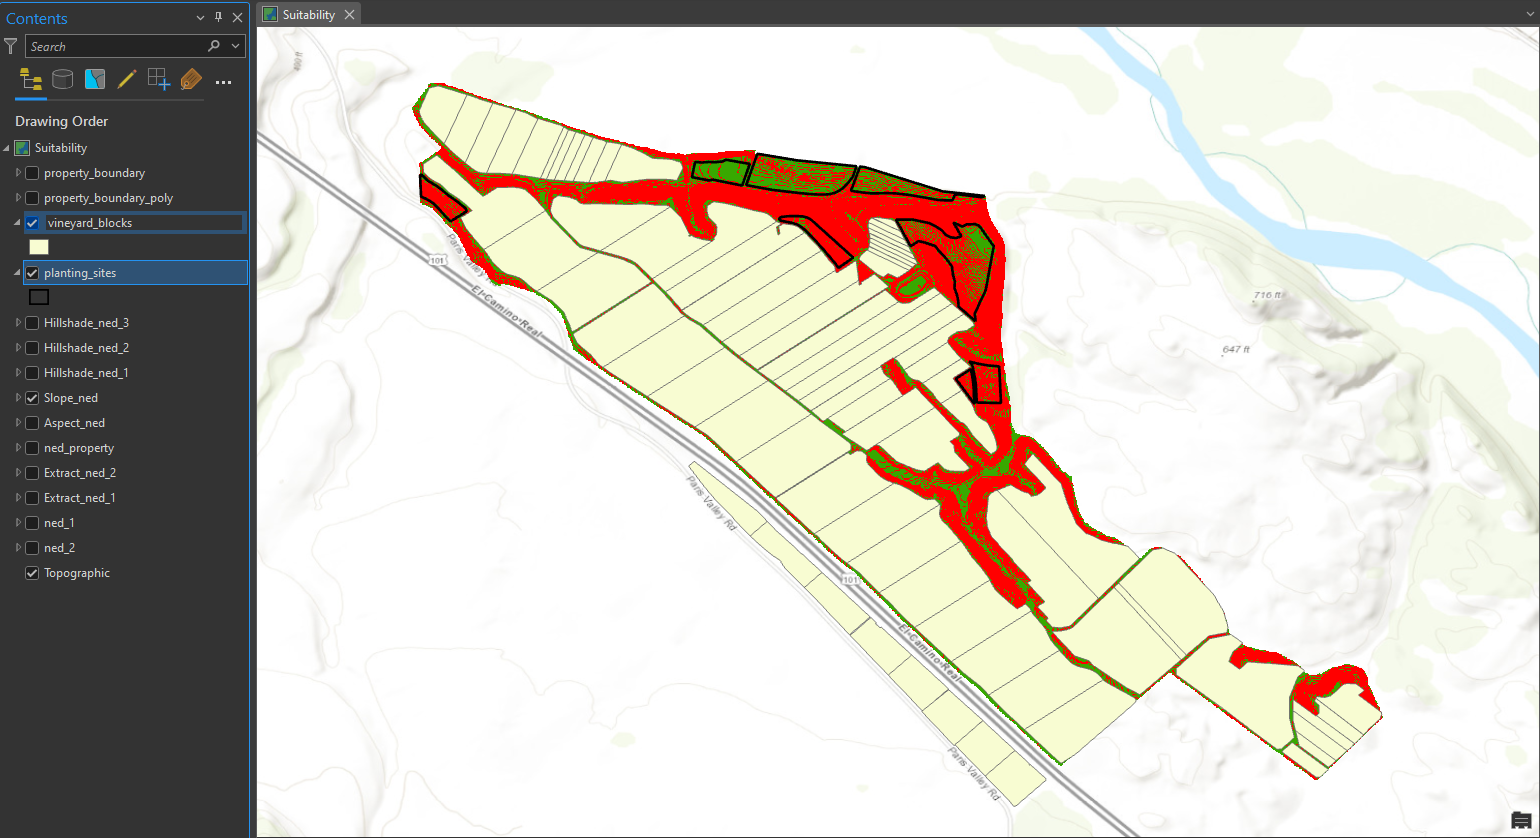 Contents
Suitability
Search
Drawing Order
Suitability
property_boundary
property_boundary_poly
vineyard_blocks
planting_sites
Hillshade_ned_3
Hillshade_ned_2
Hillshade_ned_1
Slope_ned
Aspect_ned
ned_property
Extract_ned_2
Extract_ned_1
ned_1
ned_2
Topographic
400 ft
Paris Valley
101
El Camino Real
716 ft
647 ft
Paris Valley Rd
101
El Camino Real
Paris Valley Rd